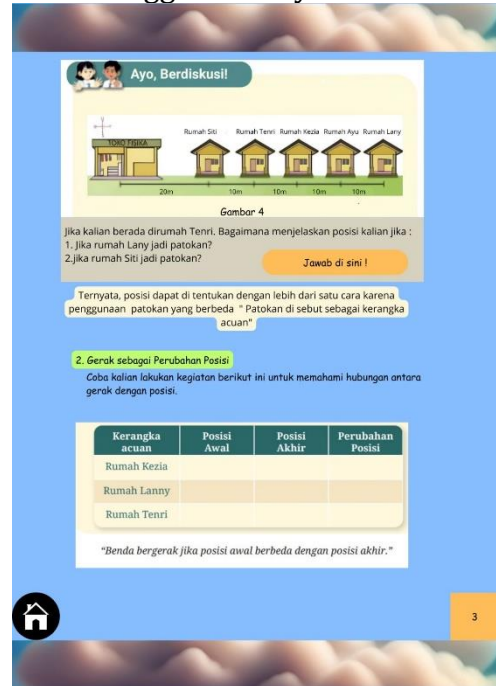 Ayo, Berdiskusi!
TOKO FISIKA
Rumah Siti Rumah Tenri Rumah Kezia Rumah Ayu Rumah Lany
20m 10m 10m 10m 10m
Gambar 4
Jika kalian berada dirumah Tenri. Bagaimana menjelaskan posisi kalian jika :
1. Jika rumah Lany jadi patokan?
2.jika rumah Siti jadi patokan?
Jawab di sini !
Ternyata, posisi dapat di tentukan dengan lebih dari satu cara karena
penggunaan patokan yang berbeda " Patokan di sebut sebagai kerangka
acuan"
2. Gerak sebagai Perubahan Posisi
Coba kalian lakukan kegiatan berikut ini untuk memahami hubungan antara
gerak dengan posisi.
Kerangka acuan Posisi Awal Posisi Akhir Perubahan Posisi
Rumah Kezia
Rumah Lanny
Rumah Tenri
"Benda bergerak jika posisi awal berbeda dengan posisi akhir."
3